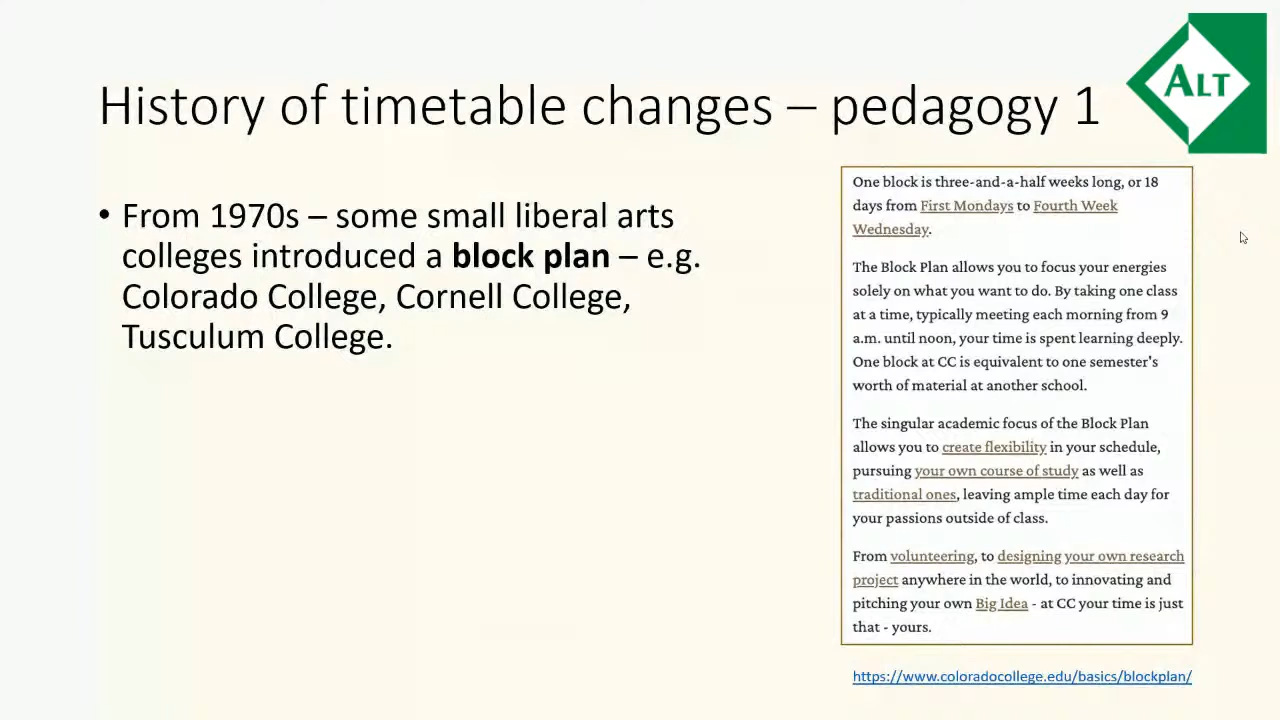 History of timetable changes – pedagogy 1
ALT
• From 1970s – some small liberal arts
colleges introduced a block plan – e.g.
Colorado College, Cornell College,
Tusculum College.
One block is three-and-a-half weeks long, or 18
days from First Mondays to Fourth Week
Wednesday.
The Block Plan allows you to focus your energies
solely on what you want to do. By taking one class
at a time, typically meeting each morning from 9
a.m. until noon, your time is spent learning deeply.
One block at CC is equivalent to one semester's
worth of material at another school.
The singular academic focus of the Block Plan
allows you to create flexibility in your schedule,
pursuing your own course of study as well as
traditional ones, leaving ample time each day for
your passions outside of class.
From volunteering, to designing your own research
project anywhere in the world, to innovating and
pitching your own Big Idea - at CC your time is just
that - yours.
https://www.coloradocollege.edu/basics/blockplan/